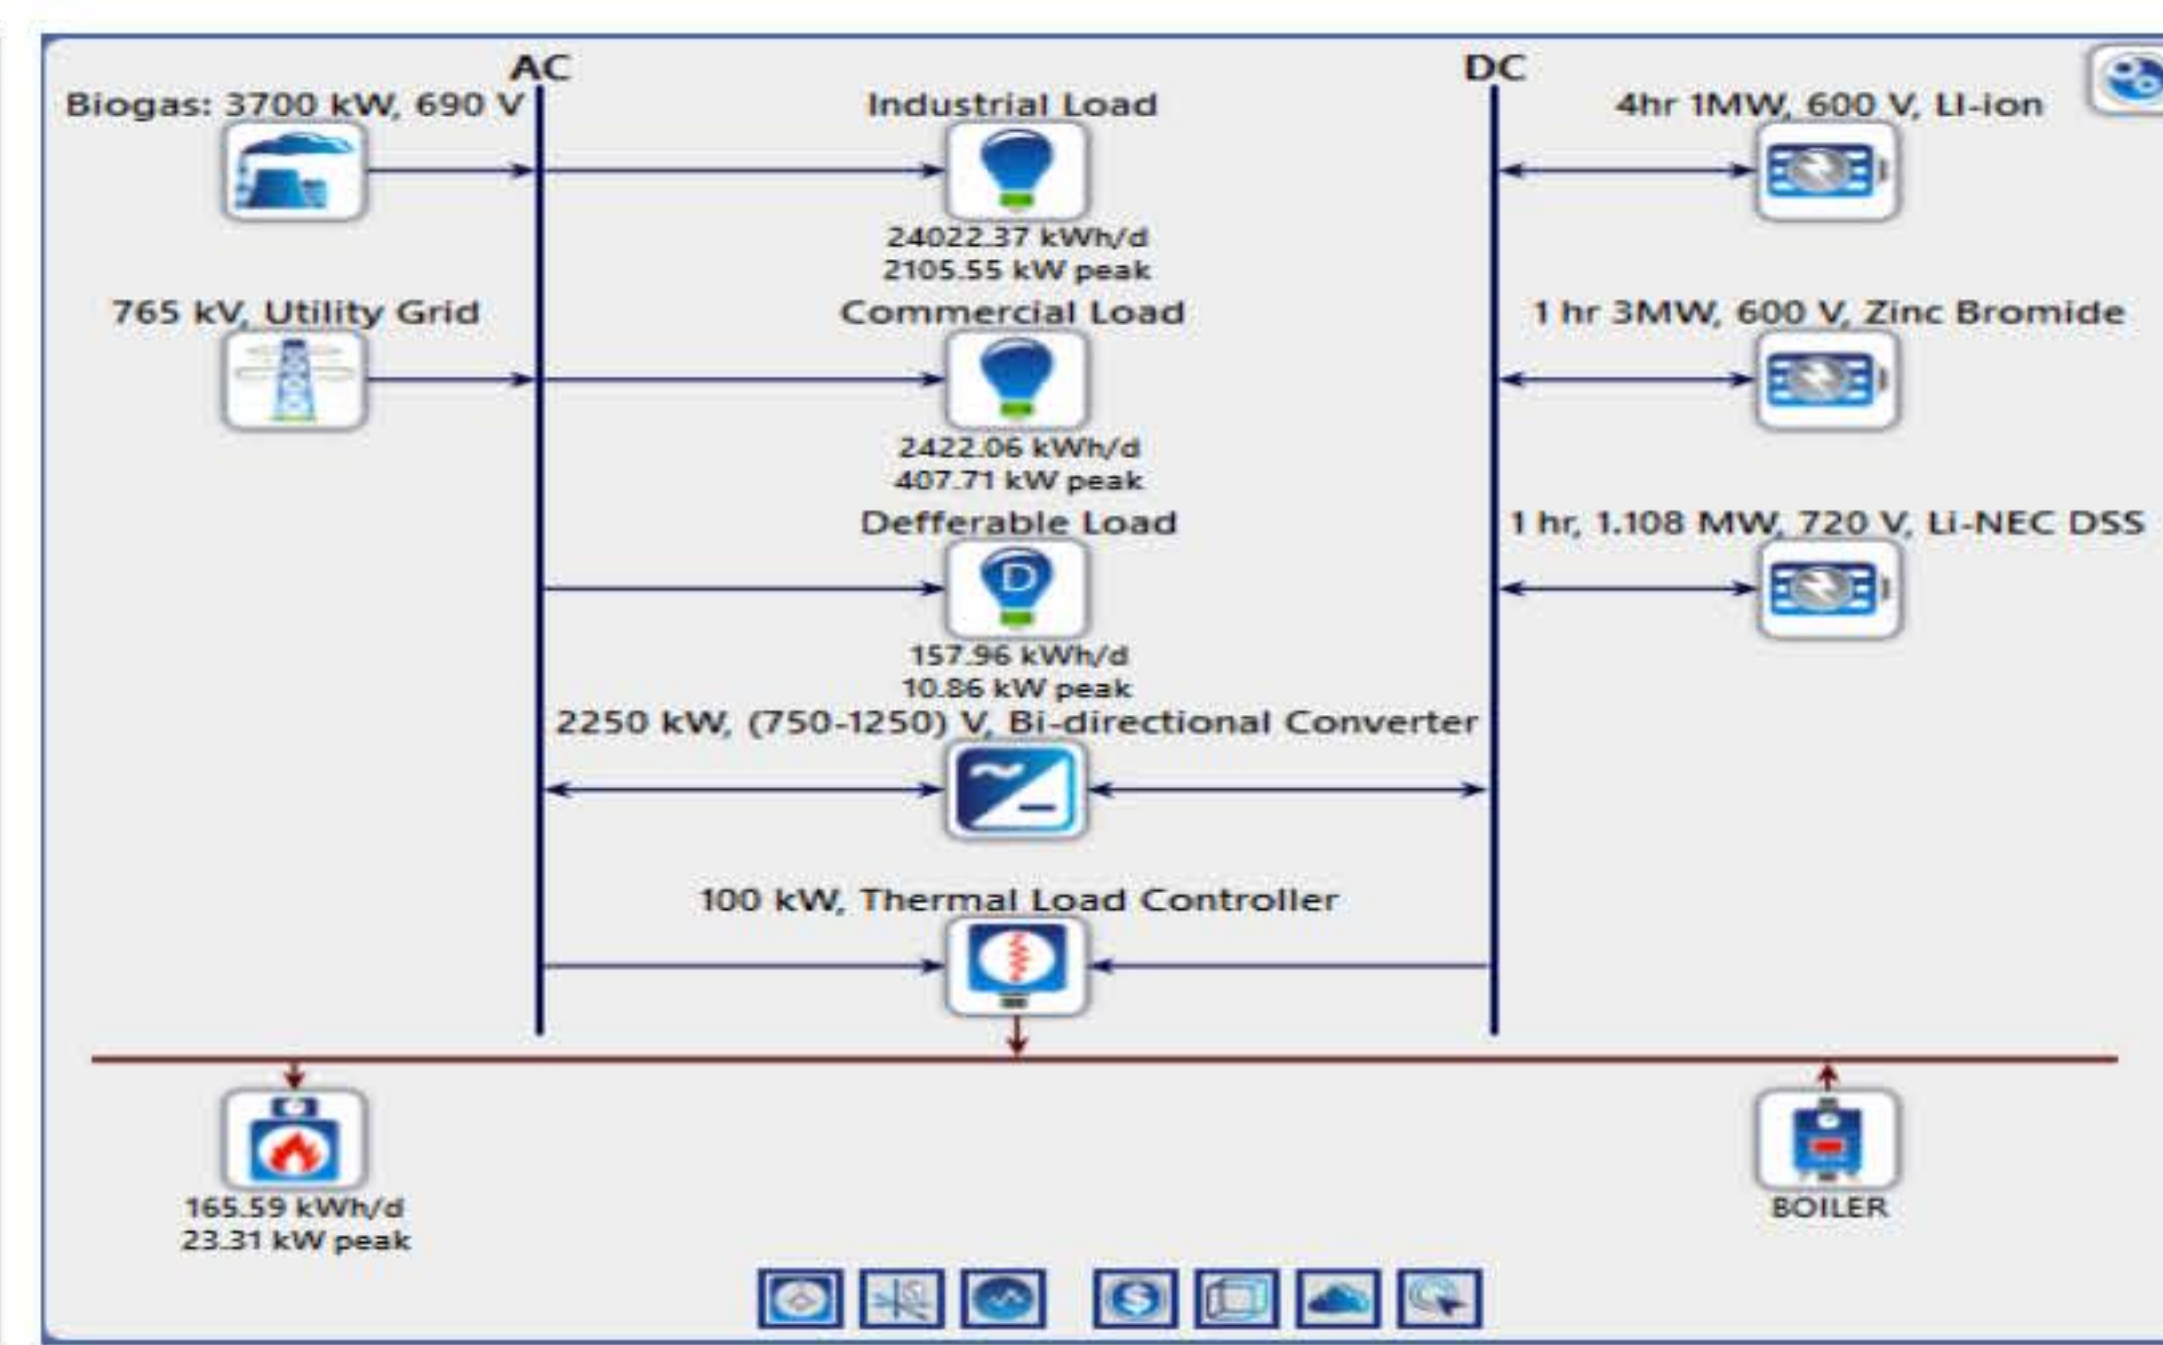 AC
DC
Biogas: 3700 kW, 690 V
Industrial Load
4hr 1MW, 600 V, LI-ion
24022.37 kWh/d
2105.55 kW peak
765 kV, Utility Grid
Commercial Load
1 hr 3MW, 600 V, Zinc Bromide
2422.06 kWh/d
407.71 kW peak
Defferable Load
1 hr, 1.108 MW, 720 V, Li-NEC DSS
D
157.96 kWh/d
10.86 kW peak
2250 kW, (750-1250) V, Bi-directional Converter
100 kW, Thermal Load Controller
165.59 kWh/d
23.31 kW peak
BOILER